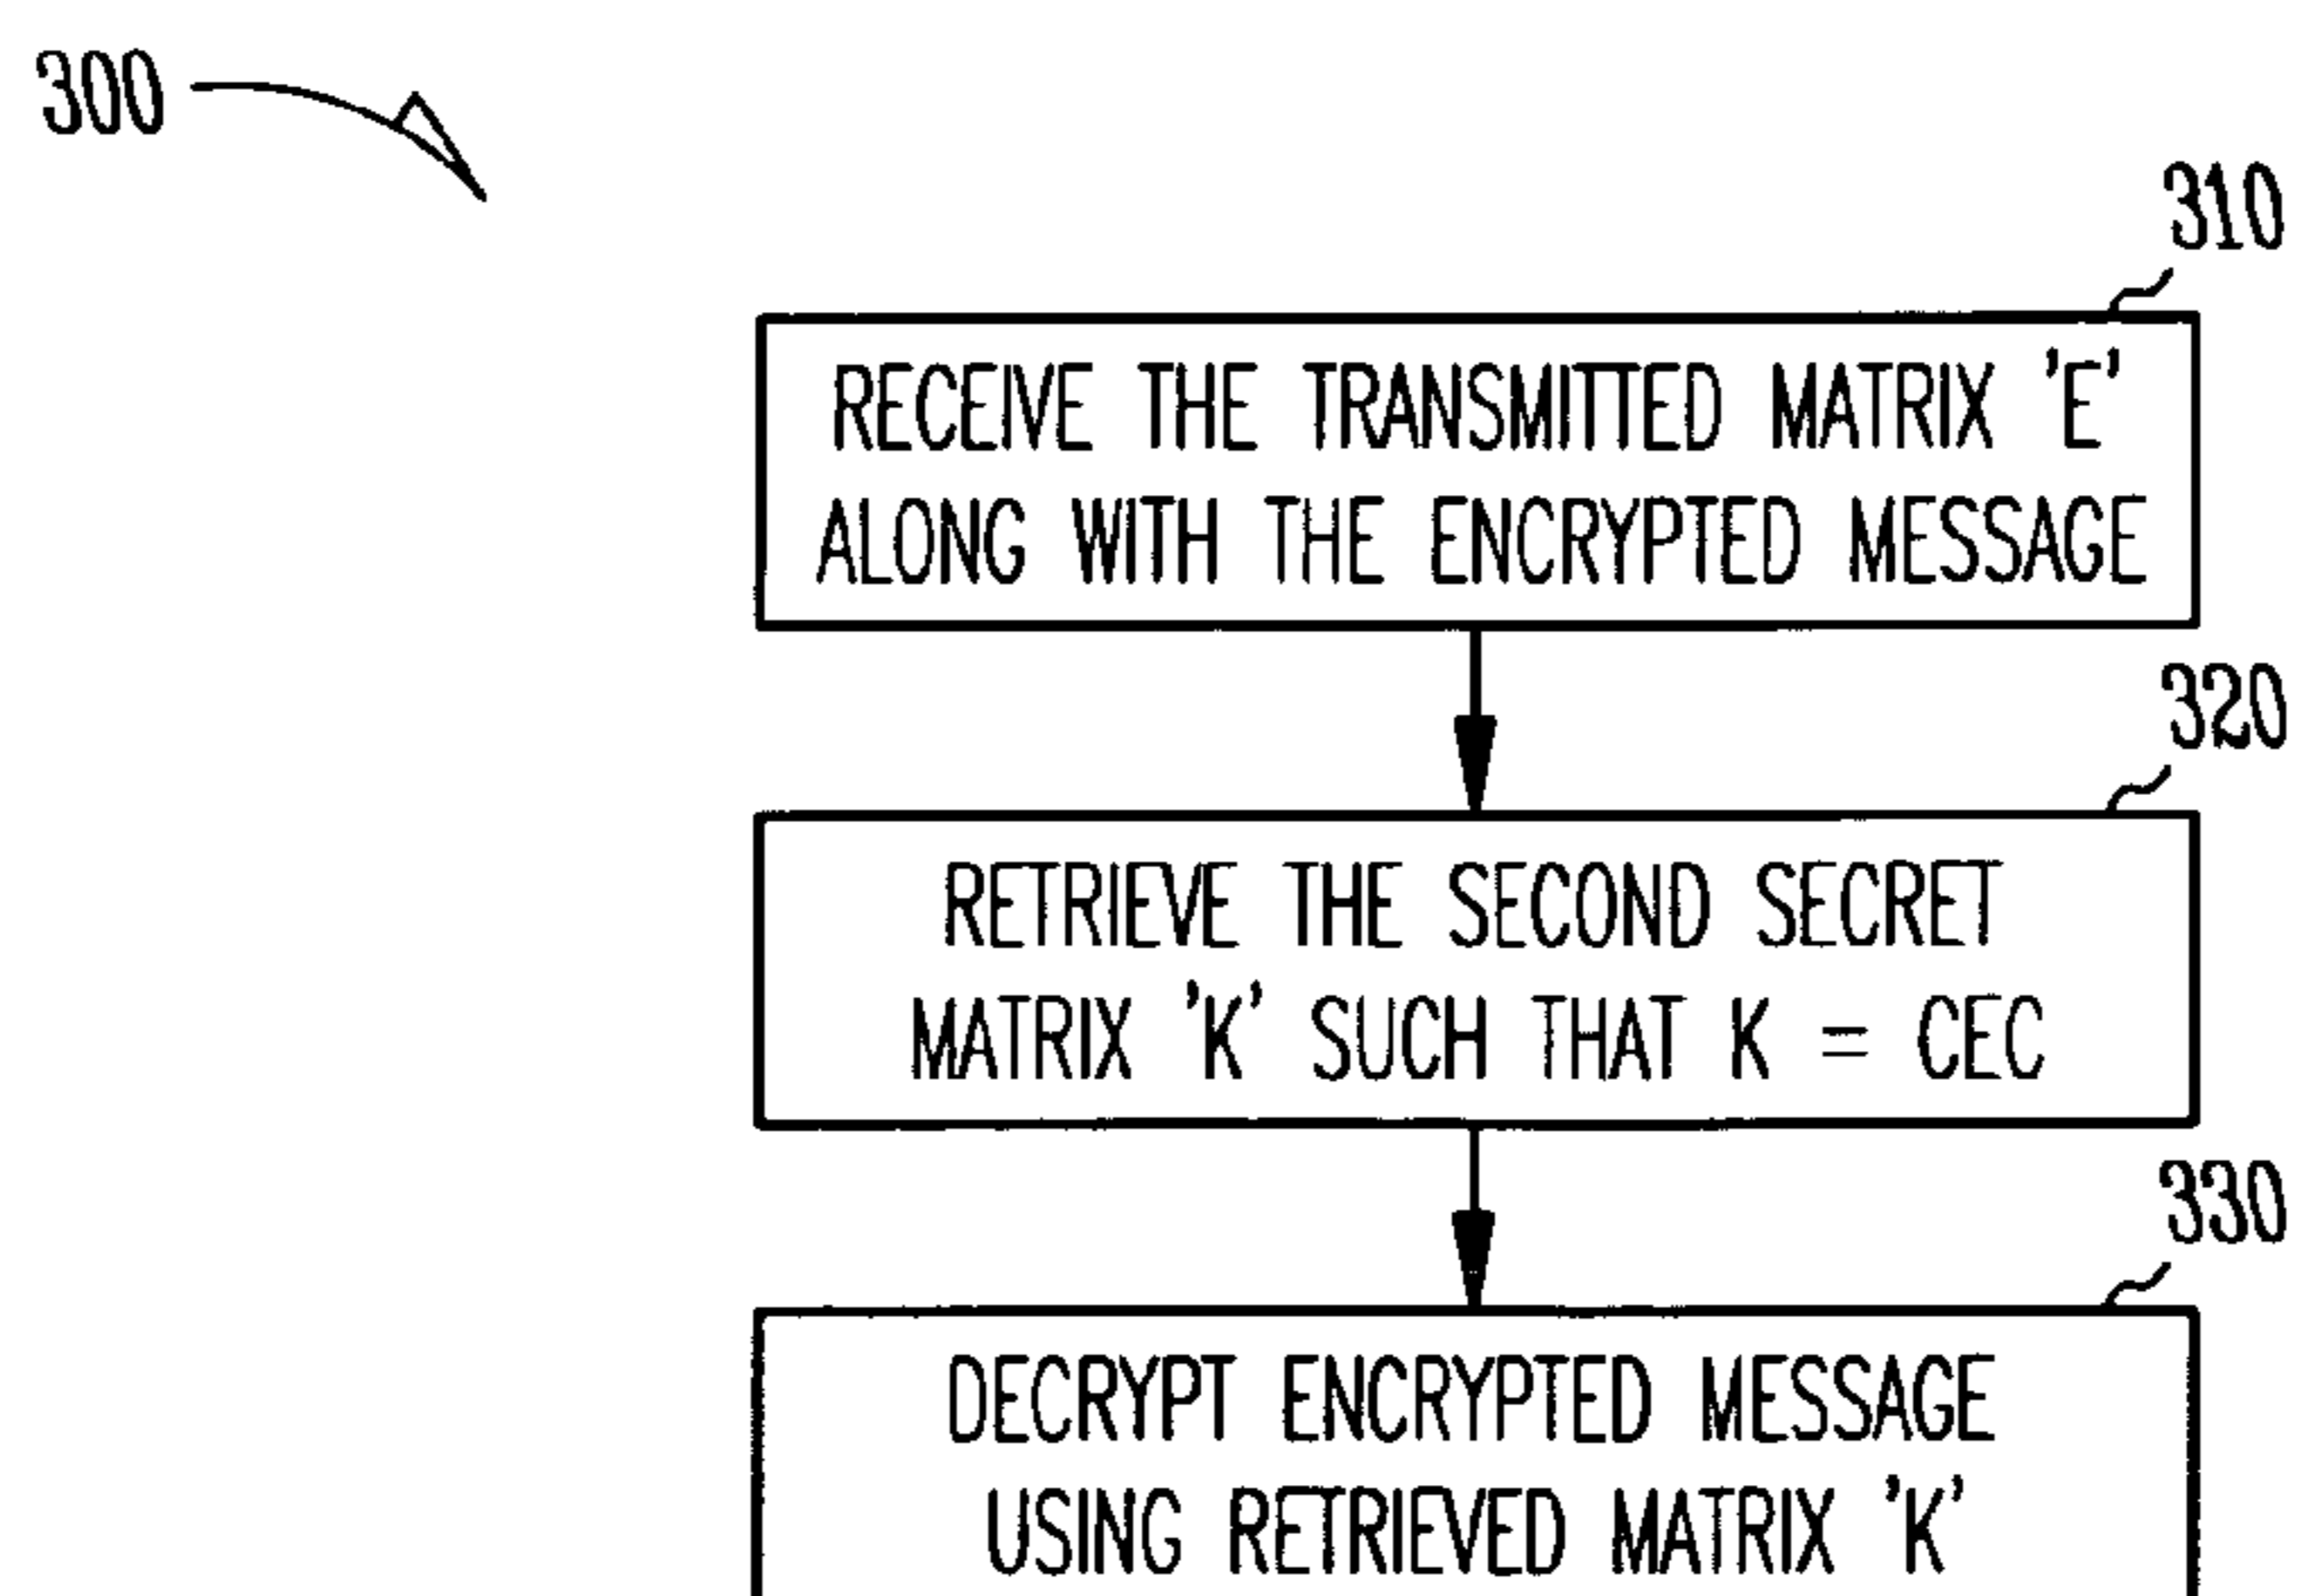 300
310
RECEIVE THE TRANSMITTED MATRIX 'E'
ALONG WITH THE ENCRYPTED MESSAGE
320
RETRIEVE THE SECOND SECRET
MATRIX 'K' SUCH THAT K = CEC
330
DECRYPT ENCRYPTED MESSAGE
USING RETRIEVED MATRIX 'K'